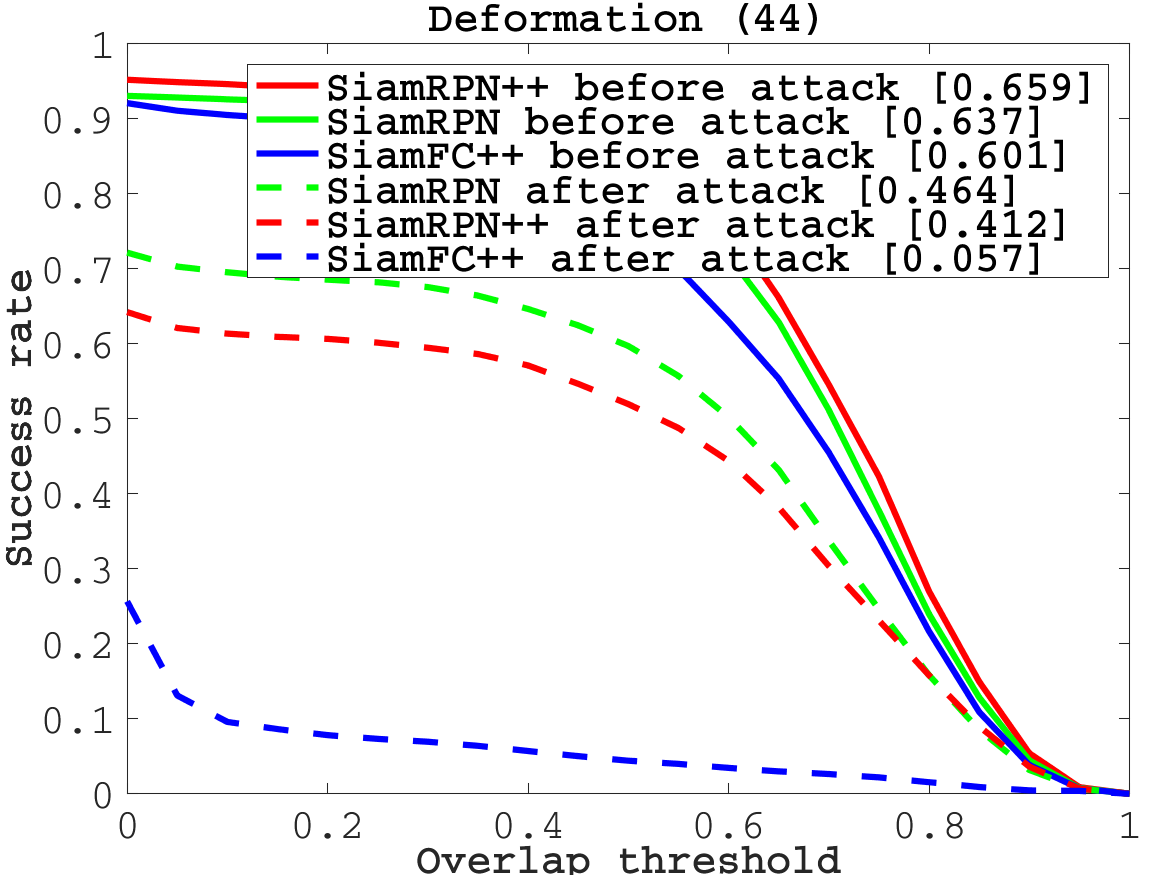 Deformation (44)
1
0.9
0.8
0.7
0.6
0.5
0.4
0.3
0.2
0.1
0
Success rate
SiamRPN++ before attack [0.659]
SiamRPN before attack [0.637]
SiamFC++ before attack [0.601]
SiamRPN after attack [0.464]
SiamRPN++ after attack [0.412]
SiamFC++ after attack [0.057]
0 0.2 0.4 0.6 0.8 1
Overlap threshold